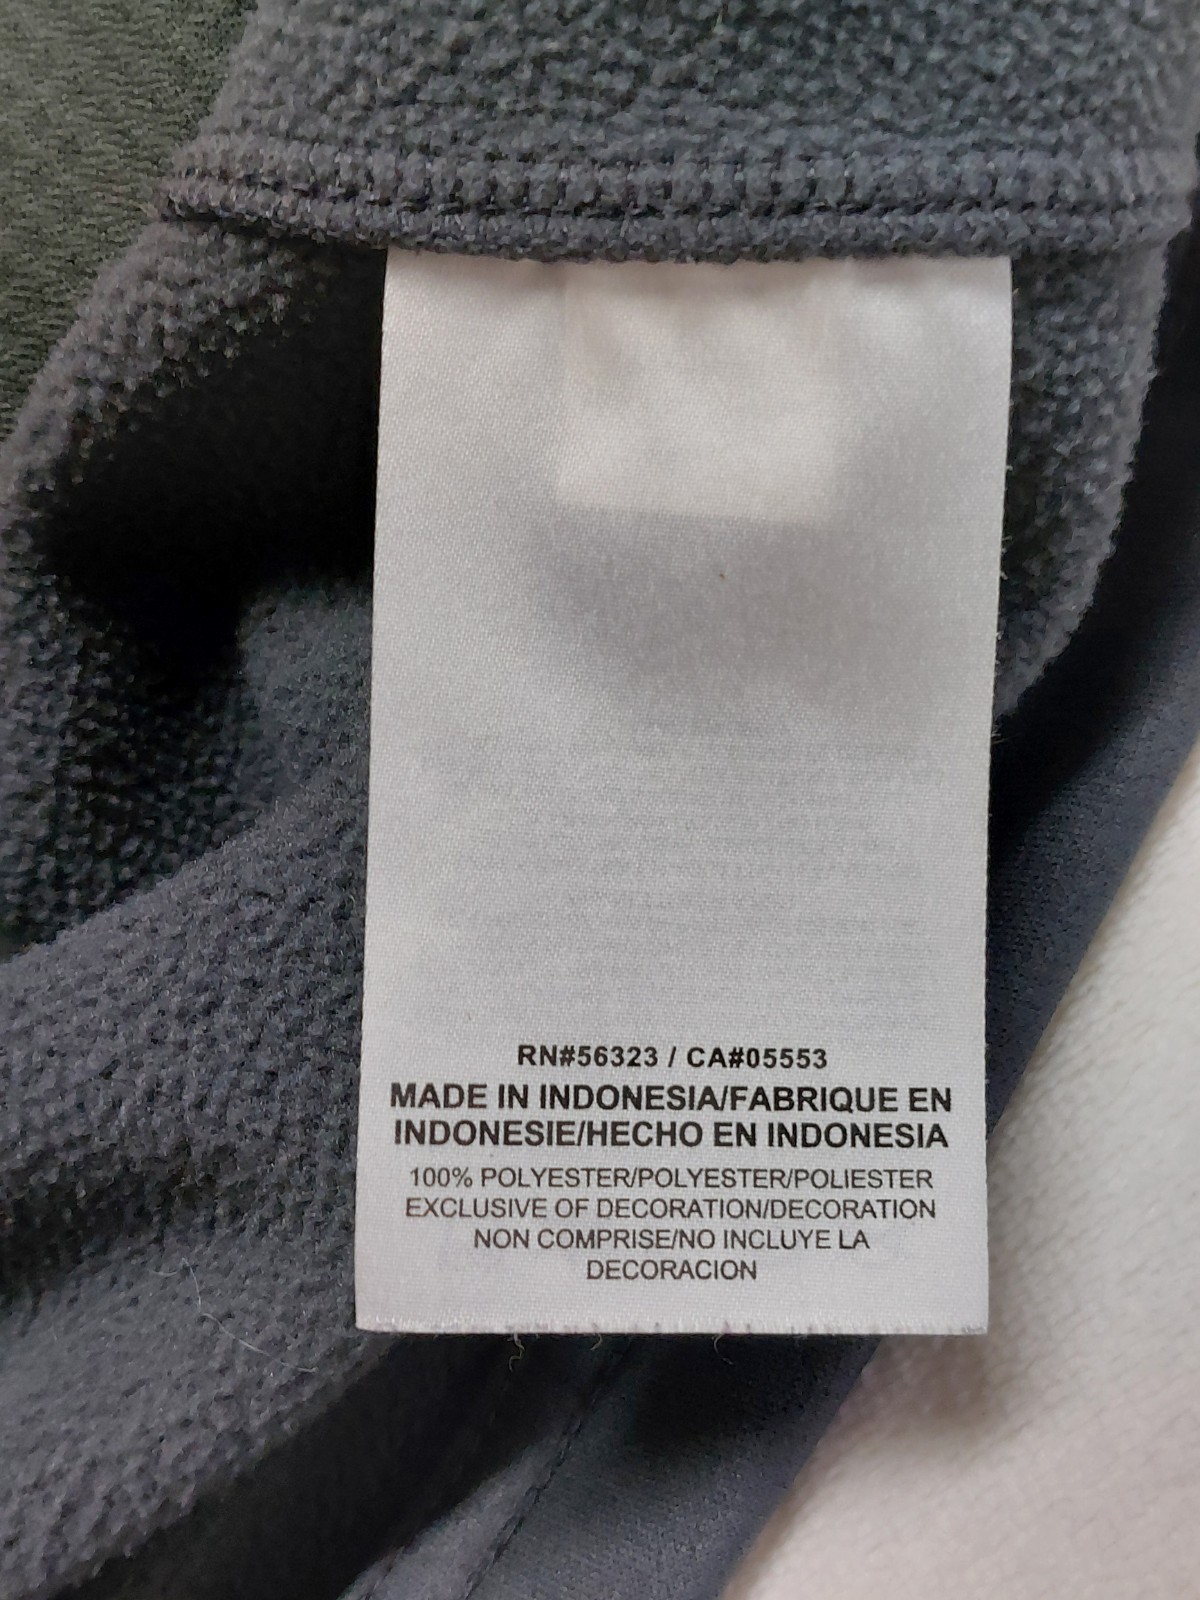 RN#56323 / CA#05553
MADE IN INDONESIA/FABRIQUE EN
INDONESIE/HECHO EN INDONESIA
100% POLYESTER/POLYESTER/POLIESTER
EXCLUSIVE OF DECORATION/DECORATION
NON COMPRISE/NO INCLUYE LA
DECORACION